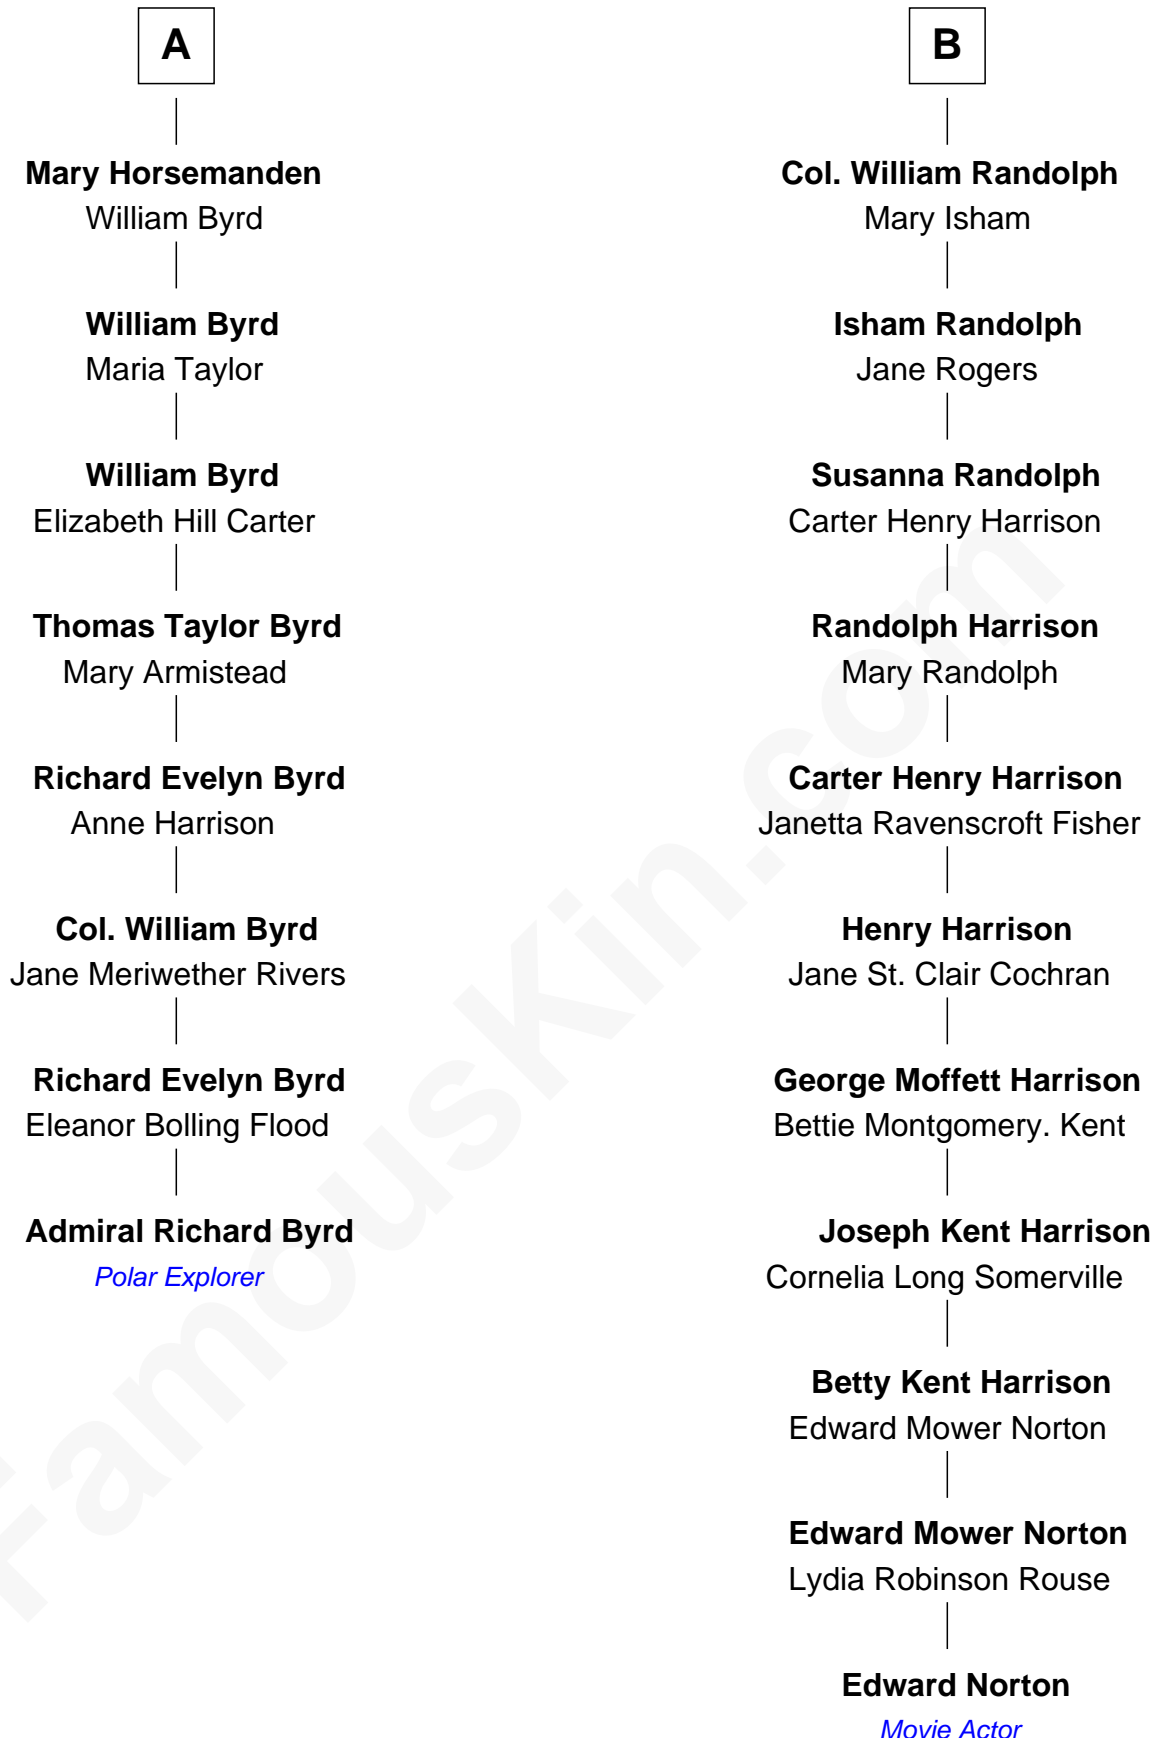 A
Mary Horsemanden
William Byrd
William Byrd
Maria Taylor
William Byrd
Elizabeth Hill Carter
Thomas Taylor Byrd
Mary Armistead
Richard Evelyn Byrd
Anne Harrison
Col. William Byrd
Jane Meriwether Rivers
Richard Evelyn Byrd
Eleanor Bolling Flood
Admiral Richard Byrd
Polar Explorer
B
Col. William Randolph
Mary Isham
Isham Randolph
Jane Rogers
Susanna Randolph
Carter Henry Harrison
Randolph Harrison
Mary Randolph
Carter Henry Harrison
Janetta Ravenscroft Fisher
Henry Harrison
Jane St. Clair Cochran
George Moffett Harrison
Bettie Montgomery. Kent
Joseph Kent Harrison
Cornelia Long Somerville
Betty Kent Harrison
Edward Mower Norton
Edward Mower Norton
Lydia Robinson Rouse
Edward Norton
Movie Actor
FamousKin.com